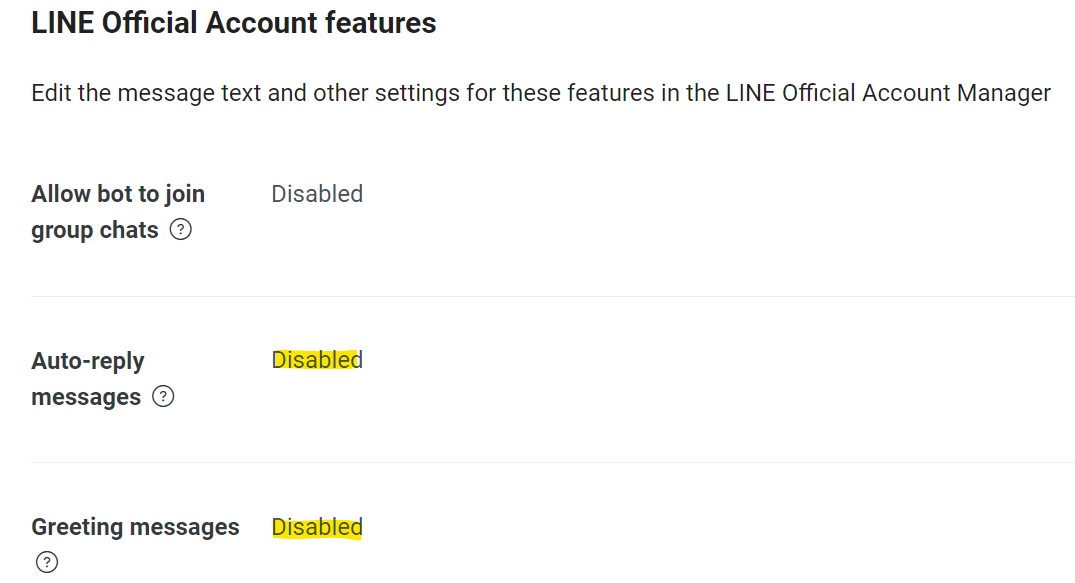 LINE Official Account features
Edit the message text and other settings for these features in the LINE Official Account Manager
Allow bot to join Disabled
group chats ?
Auto-reply Disabled
messages ?
Greeting messages Disabled
?